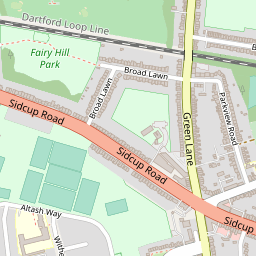 Dartford Loop Line
Fairy Hill
Park
Broad Lawn
Broad Lawn
Sidcup Road
Green Lane
Parkview Road
Sidcup Road
Altash Way
Sidcup